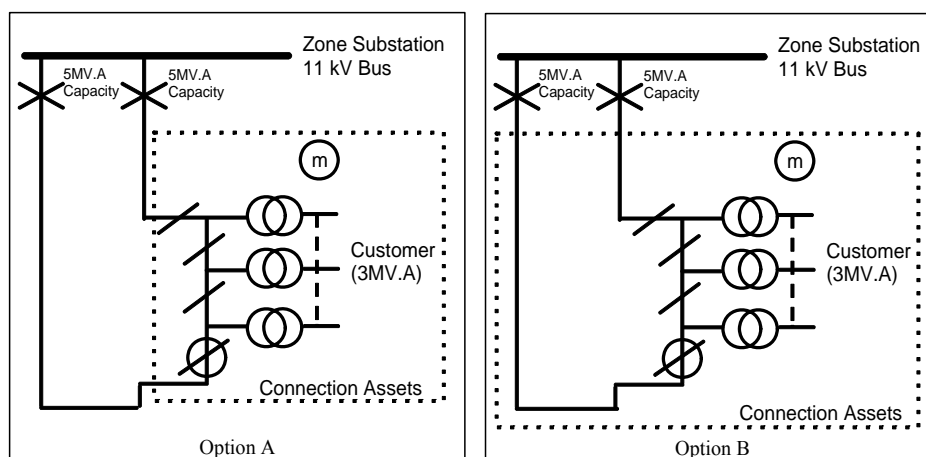 Zone Substation
11 kV Bus
5MV.A
Capacity
5MV.A
Capacity
m
Customer
(3MV.A)
Connection Assets
Option A
Zone Substation
11 kV Bus
5MV.A
Capacity
5MV.A
Capacity
m
Customer
(3MV.A)
Connection Assets
Option B